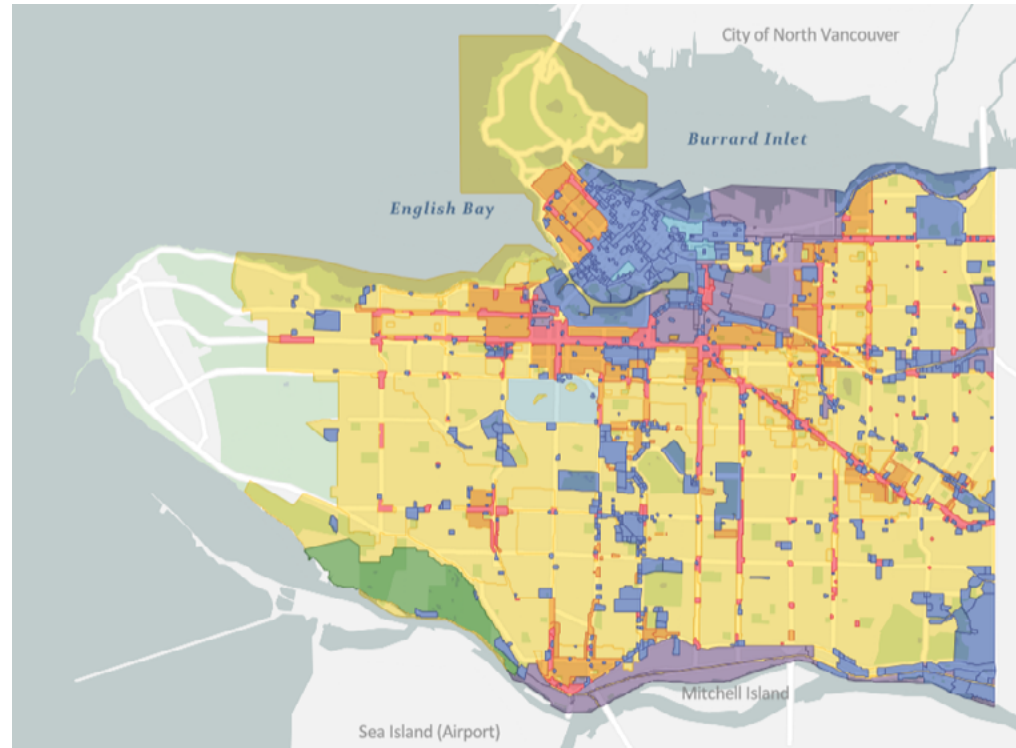 City of North Vancouver
Burrard Inlet
English Bay
Mitchell Island
Sea Island (Airport)